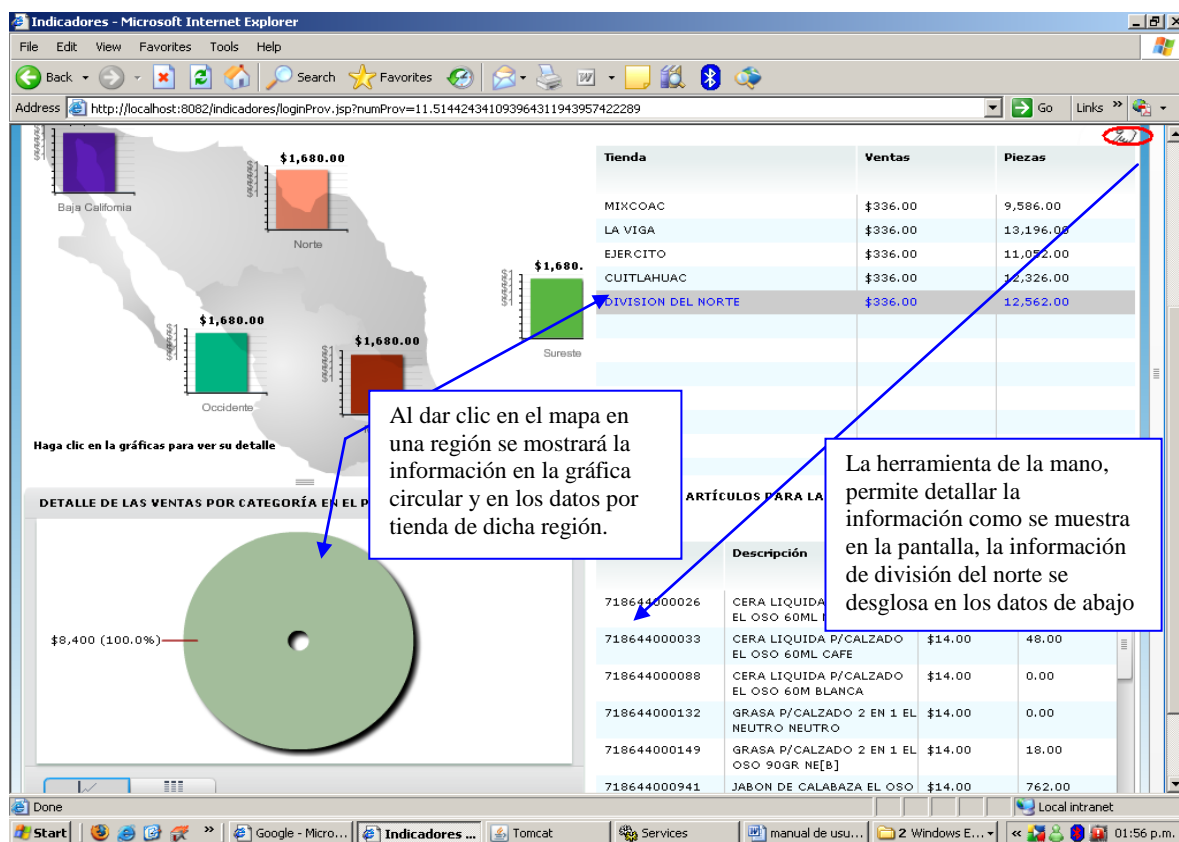 Indicadores - Microsoft Internet Explorer
File Edit View Favorites Tools Help
Back Search Favorites
Address http://localhost:8082/indicadores/loginProv.jsp?numProv=11.514424341093964311943957422289 Go Links »
Baja California
$1,680.00
Norte
$1,680.
Sureste
$1,680.00
Occidente
$1,680.00
Haga clic en la gráficas para ver su detalle
Tienda Ventas Piezas
MIXCOAC $336.00 9,586.00
LA VIGA $336.00 13,196.00
EJERCITO $336.00 11,052.00
CUITLAHUAC $336.00 12,326.00
DIVISION DEL NORTE $336.00 12,562.00
Al dar clic en el mapa en
una región se mostrará la
información en la gráfica
circular y en los datos por
tienda de dicha región.
La herramienta de la mano,
permite detallar la
información como se muestra
en la pantalla, la información
de división del norte se
desglosa en los datos de abajo
DETALLE DE LAS VENTAS POR CATEGORÍA EN EL P
$8,400 (100.0%)
ARTÍCULOS PARA LA
Descripción
718644000026 CERA LIQUIDA
EL OSO 60ML
718644000033 CERA LIQUIDA P/CALZADO $14.00 48.00
EL OSO 60ML CAFE
718644000088 CERA LIQUIDA P/CALZADO $14.00 0.00
EL OSO 60M BLANCA
718644000132 GRASA P/CALZADO 2 EN 1 EL $14.00 0.00
NEUTRO NEUTRO
718644000149 GRASA P/CALZADO 2 EN 1 EL $14.00 18.00
OSO 90GR NE[B]
718644000941 JABON DE CALABAZA EL OSO $14.00 762.00
Done Local intranet
Start » Google - Micro... Indicadores ... Tomcat Services manual de usu... 2 Windows E... « 01:56 p.m.